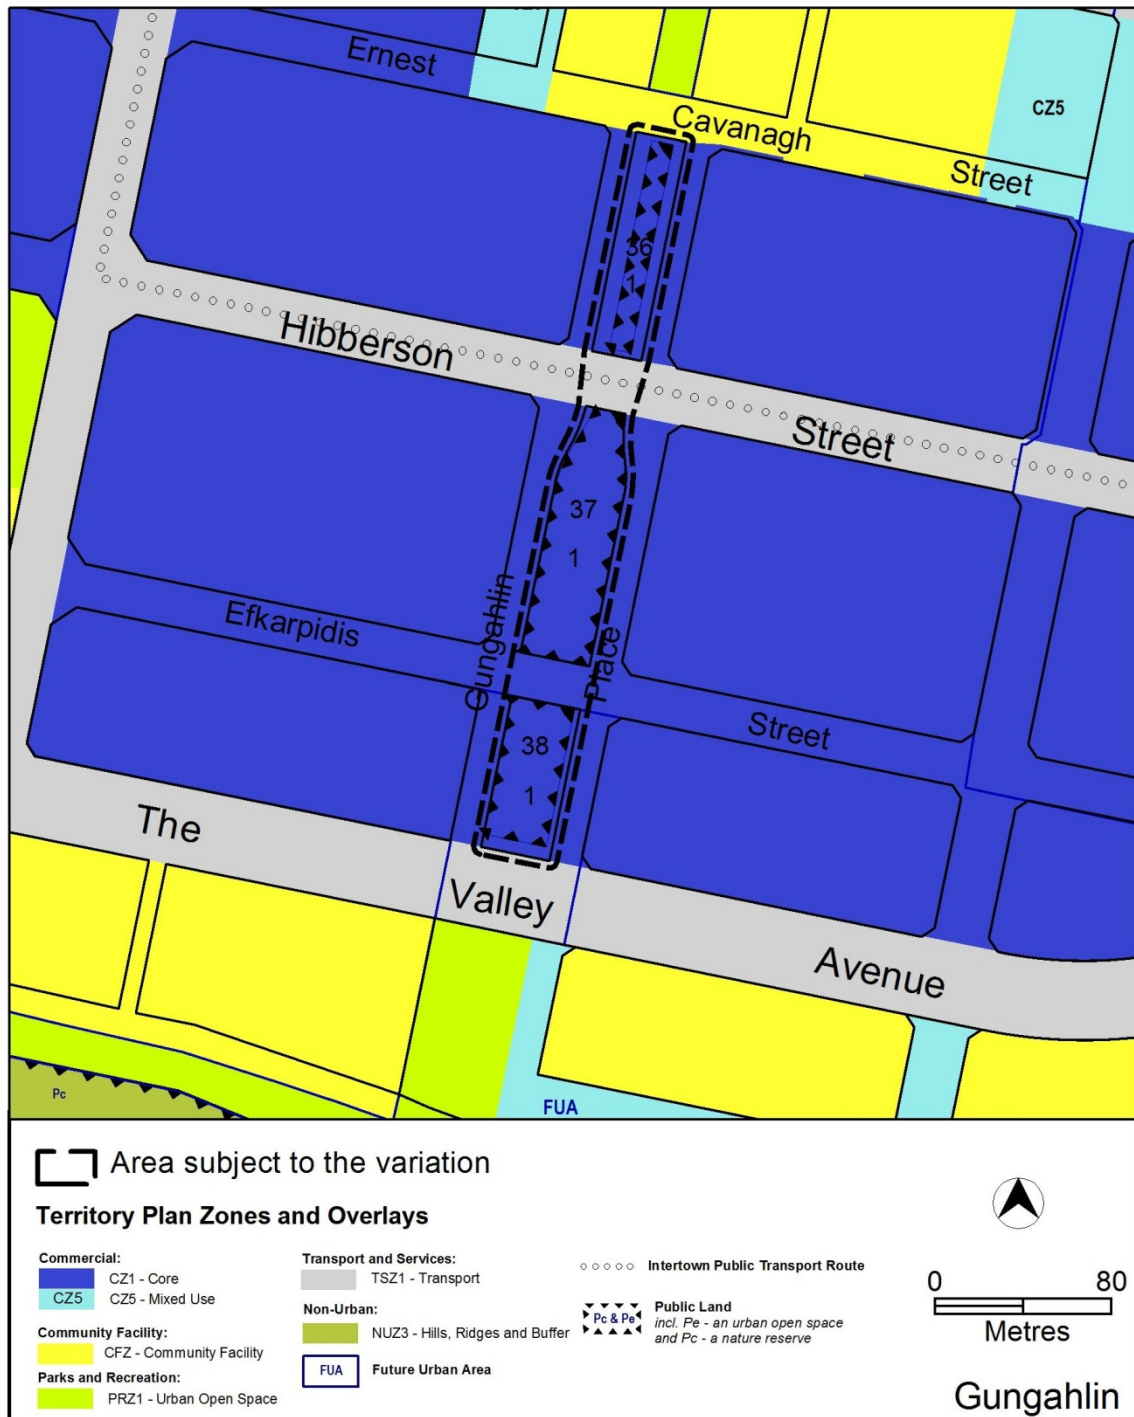 Ernest
Cavanagh
Street
CZ5
36
1
Hibberson
Street
37
1
Gungahlin
Place
Efkarpidis
Street
38
1
The
Valley
Avenue
Pc
FUA
Area subject to the variation
Territory Plan Zones and Overlays
Commercial:
CZ1 - Core
CZ5 CZ5 - Mixed Use
Community Facility:
CFZ - Community Facility
Parks and Recreation:
PRZ1 - Urban Open Space
Transport and Services:
TSZ1 - Transport
Non-Urban:
NUZ3 - Hills, Ridges and Buffer
FUA Future Urban Area
Intertown Public Transport Route
Pc & Pe
Public Land
incl. Pe - an urban open space
and Pc - a nature reserve
0 80
Metres
Gungahlin